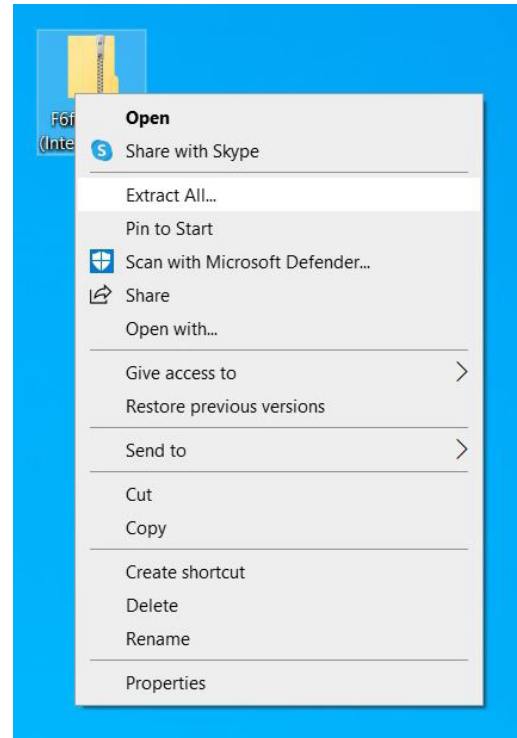 F6f
(Inte
Open
Share with Skype
Extract All...
Pin to Start
Scan with Microsoft Defender...
Share
Open with...
Give access to
Restore previous versions
Send to
Cut
Copy
Create shortcut
Delete
Rename
Properties